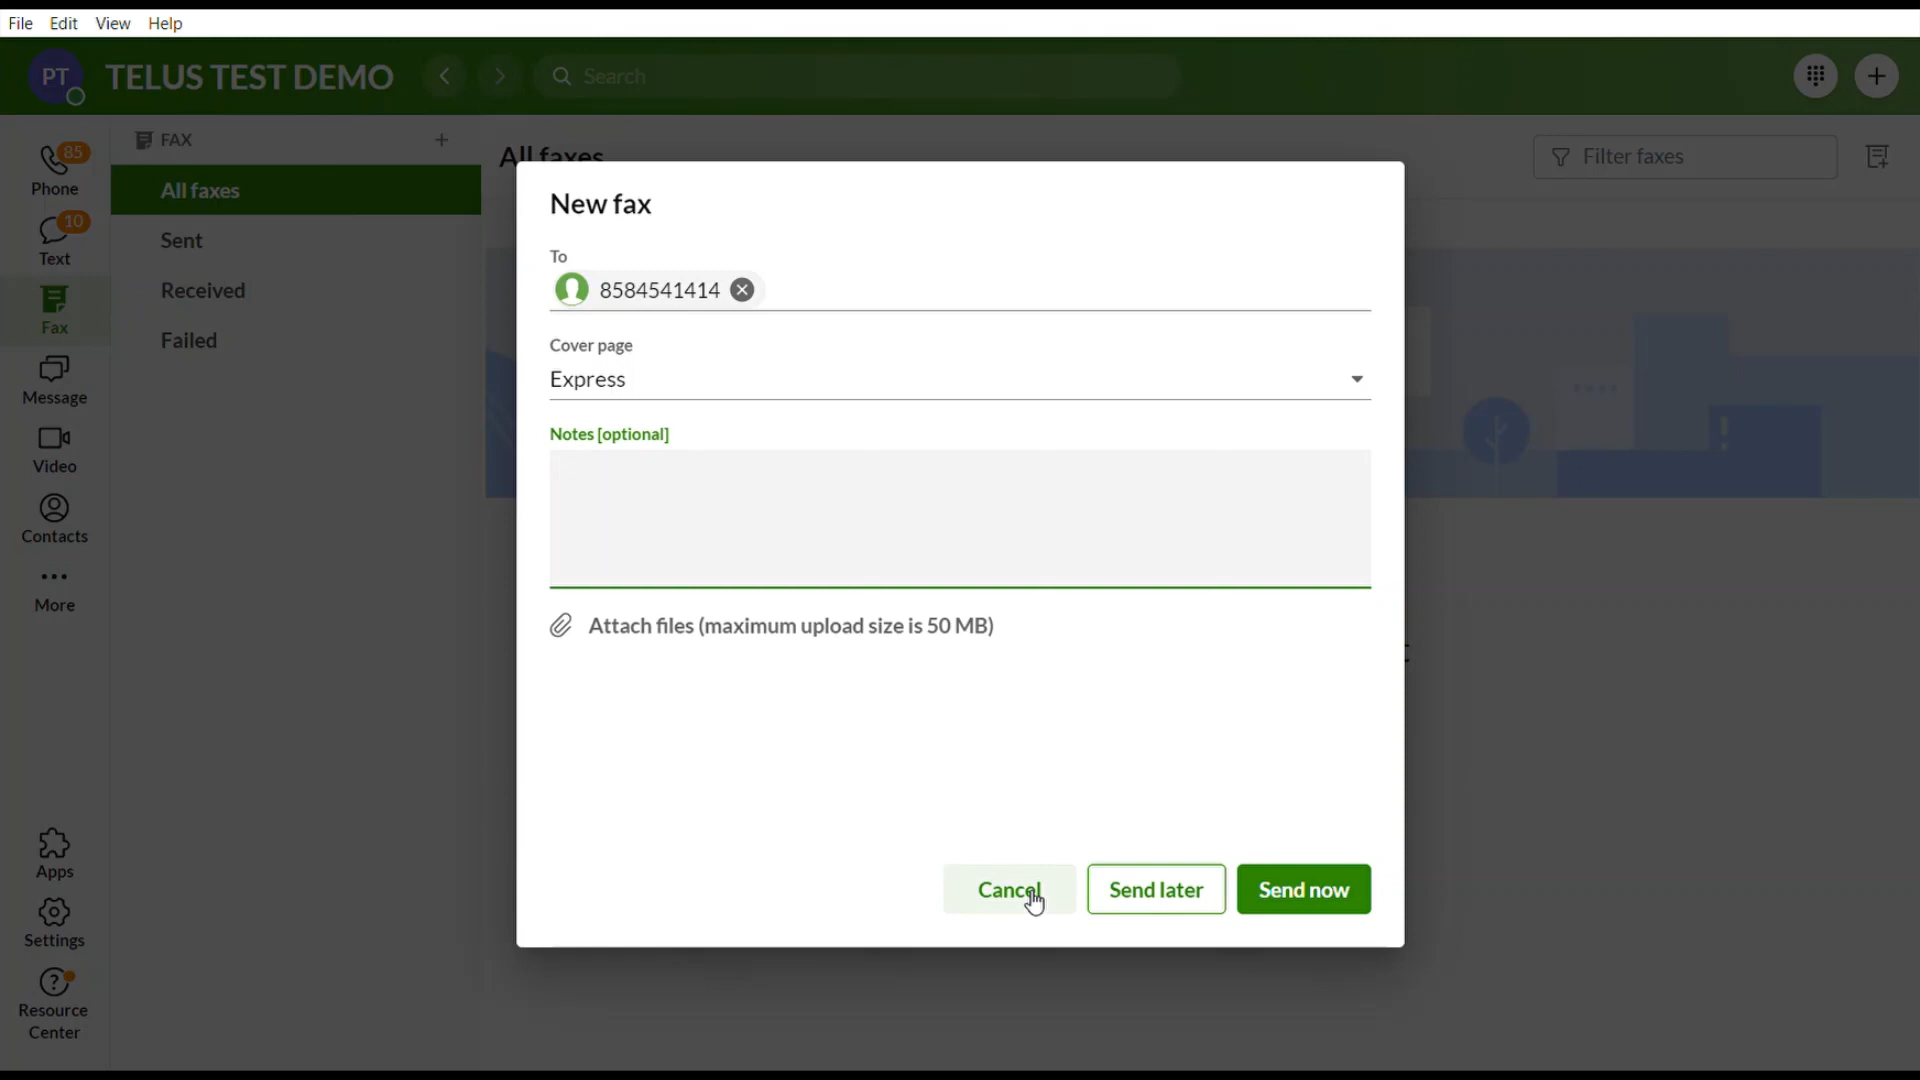 File Edit View Help
PT TELUS TEST DEMO Search
85
Phone
10
Text
Fax
Message
Video
Contacts
More
Apps
Settings
Resource
Center
FAX
All faxes
Sent
Received
Failed
All faxes
Filter faxes
New fax
To
8584541414
Cover page
Express
Notes [optional]
Attach files (maximum upload size is 50 MB)
Cancel Send later Send now